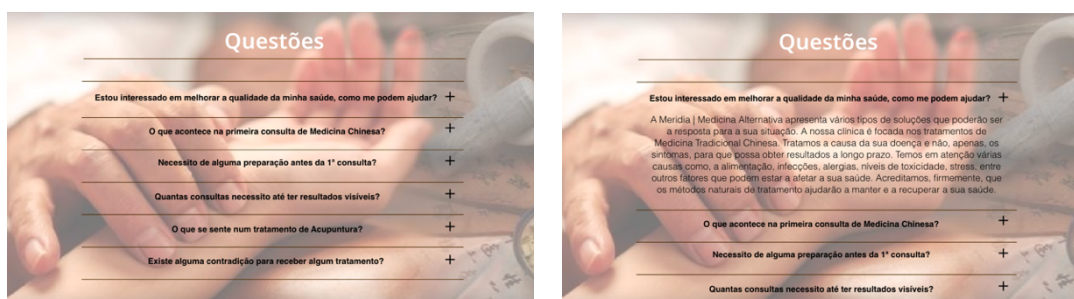 Questões
Estou interessado em melhorar a qualidade da minha saúde, como me podem ajudar? +
O que acontece na primeira consulta de Medicina Chinesa? +
Necessito de alguma preparação antes da 1ª consulta? +
Quantas consultas necessito até ter resultados visíveis? +
O que se sente num tratamento de Acupuntura? +
Existe alguma contradição para receber algum tratamento? +
Questões
Estou interessado em melhorar a qualidade da minha saúde, como me podem ajudar? +
A Merídia | Medicina Alternativa apresenta vários tipos de soluções que poderão ser
a resposta para a sua situação. A nossa clínica é focada nos tratamentos de
Medicina Tradicional Chinesa. Tratamos a causa da sua doença e não, apenas, os
sintomas, para que possa obter resultados a longo prazo. Temos em atenção várias
causas como, a alimentação, infecções, alergias, níveis de toxicidade, stress, entre
outros fatores que podem estar a afetar a sua saúde. Acreditamos, firmemente, que
os métodos naturais de tratamento ajudarão a manter e a recuperar a sua saúde.
O que acontece na primeira consulta de Medicina Chinesa? +
Necessito de alguma preparação antes da 1ª consulta? +
Quantas consultas necessito até ter resultados visíveis? +